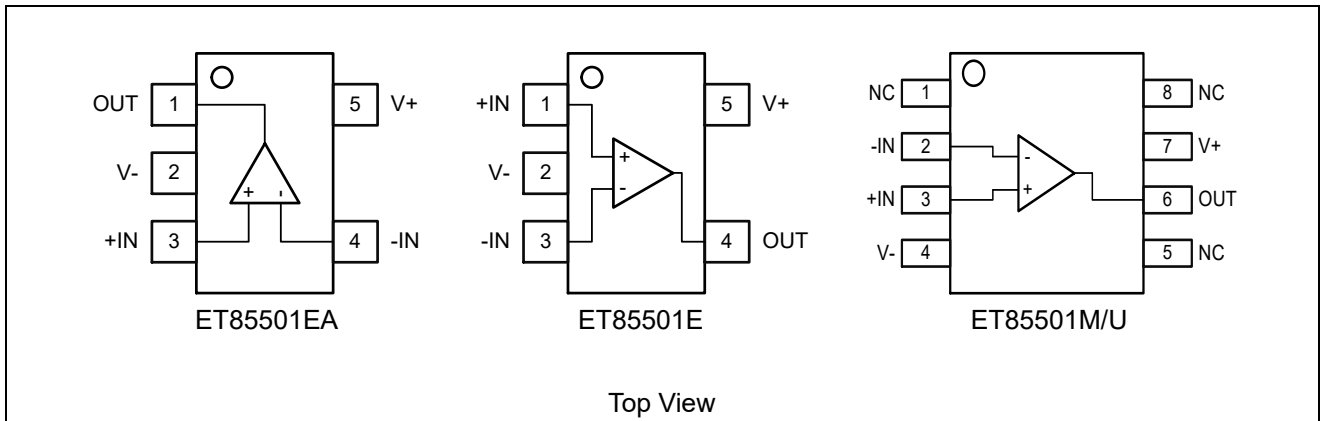 OUT 1 5 V+
V- 2
+IN 3 4 -IN
+ -
ET85501EA
+IN 1 5 V+
V- 2
-IN 3 4 OUT
+
-
ET85501E
NC 1 8 NC
-IN 2 7 V+
+IN 3 6 OUT
V- 4 5 NC
-
+
ET85501M/U
Top View